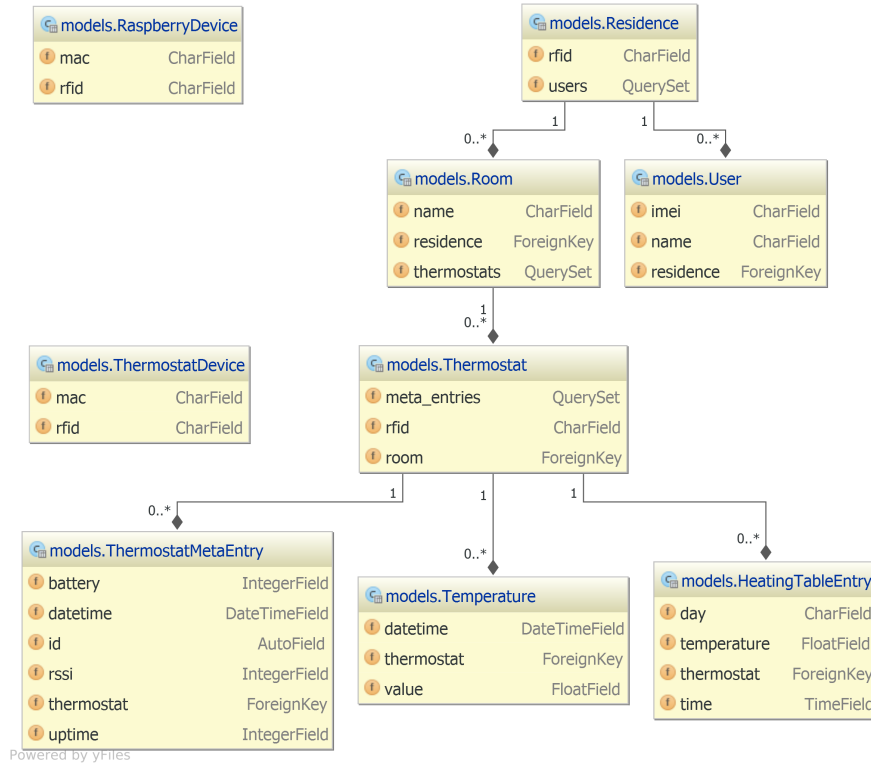 models.RaspberryDevice
mac CharField
rfid CharField
models.Residence
rfid CharField
users QuerySet
1
1
0..*
0..*
models.Room
name CharField
residence ForeignKey
thermostats QuerySet
models.User
imei CharField
name CharField
residence ForeignKey
1
0..*
models.ThermostatDevice
mac CharField
rfid CharField
models.Thermostat
meta_entries QuerySet
rfid CharField
room ForeignKey
1
1
1
0..*
0..*
0..*
models.ThermostatMetaEntry
battery IntegerField
datetime DateTimeField
id AutoField
rssi IntegerField
thermostat ForeignKey
uptime IntegerField
models.Temperature
datetime DateTimeField
thermostat ForeignKey
value FloatField
models.HeatingTableEntry
day CharField
temperature FloatField
thermostat ForeignKey
time TimeField
Powered by yFiles